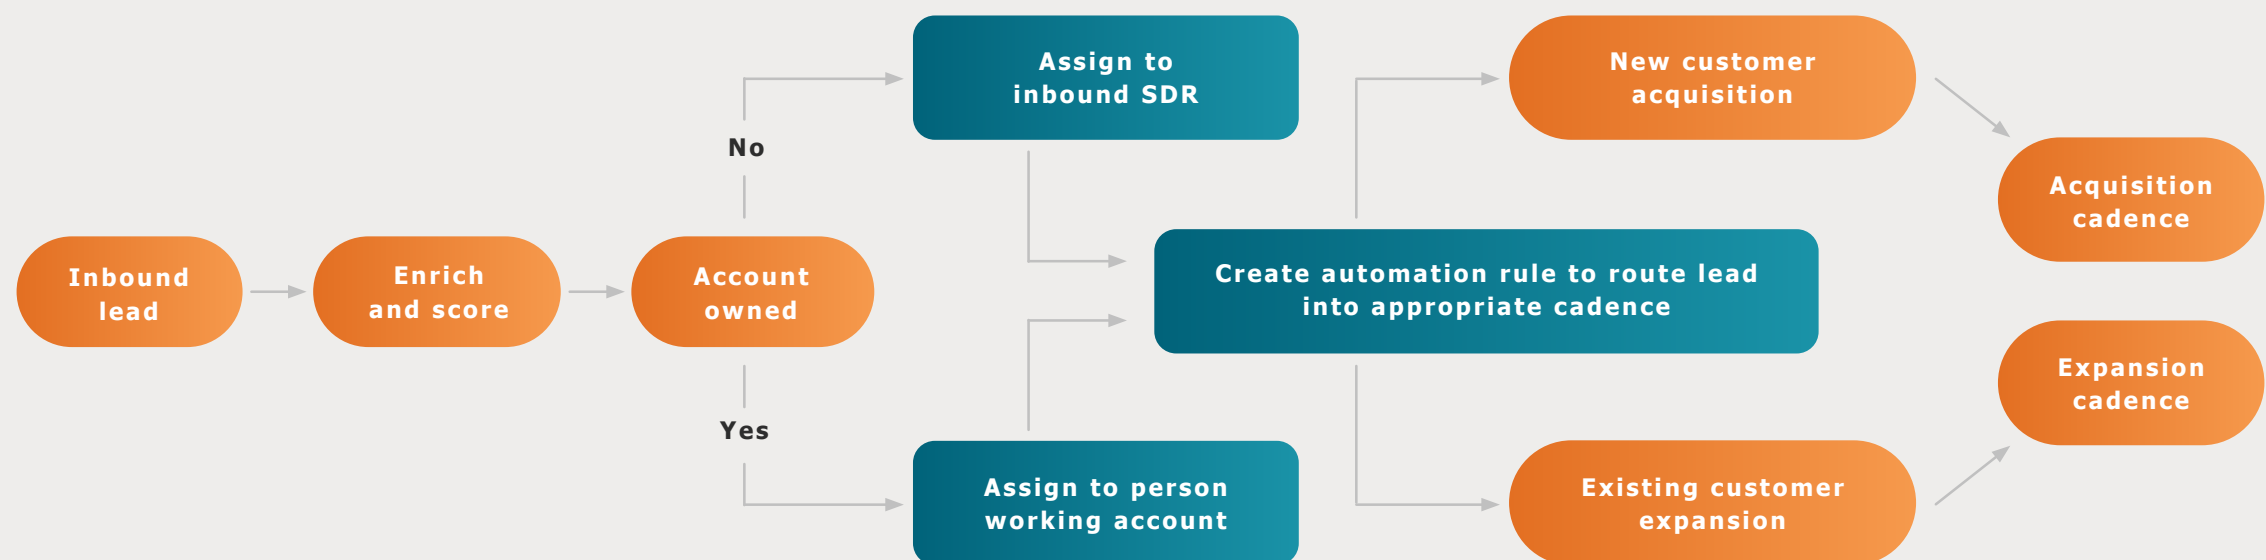 Inbound
lead
Enrich
and score
Account
owned
No
Yes
Assign to
inbound SDR
Assign to person
working account
Create automation rule to route lead
into appropriate cadence
New customer
acquisition
Existing customer
expansion
Acquisition
cadence
Expansion
cadence